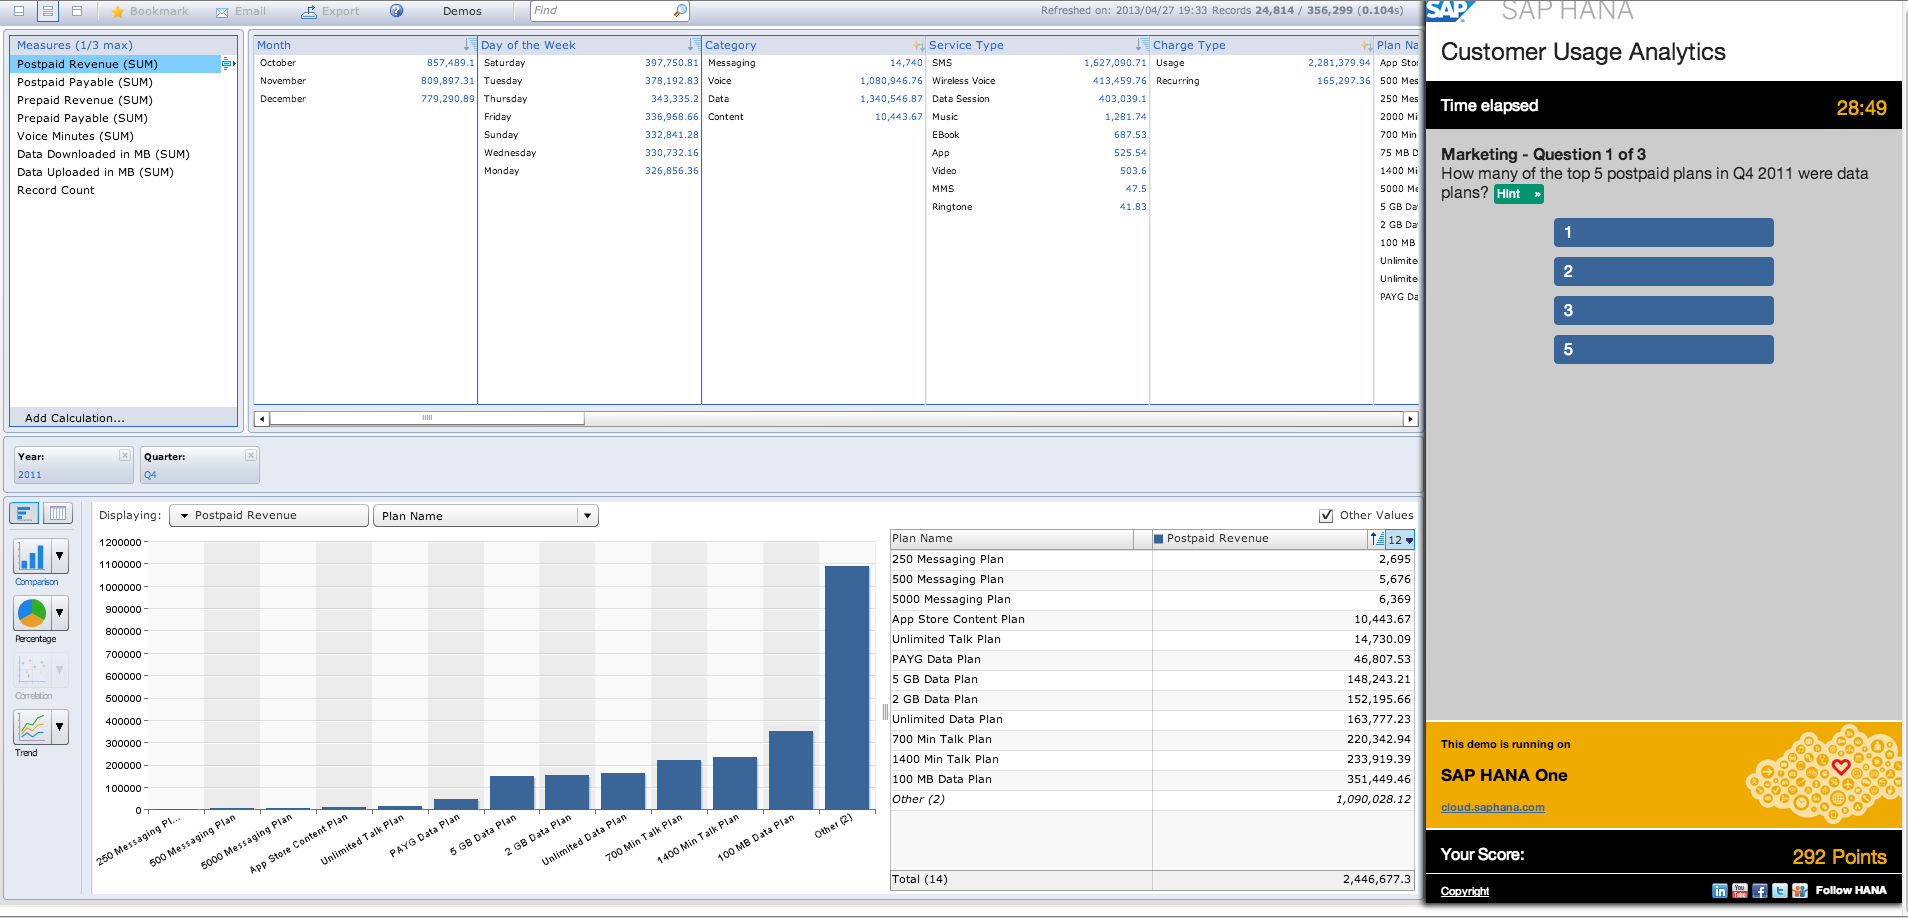 Bookmark
Email
Export
Demos
Find
Refreshed on: 2013/04/27 19:33 Records 24,814 / 356,299 (0.104s)
Measures (1/3 max)
Postpaid Revenue (SUM)
Postpaid Payable (SUM)
Prepaid Revenue (SUM)
Prepaid Payable (SUM)
Voice Minutes (SUM)
Data Downloaded in MB (SUM)
Data Uploaded in MB (SUM)
Record Count
Add Calculation...
Month
October 857,489.1
November 809,897.31
December 779,290.89
Day of the Week
Saturday 397,750.81
Tuesday 378,192.83
Thursday 343,335.2
Friday 336,968.66
Sunday 332,841.28
Wednesday 330,732.16
Monday 326,856.36
Category
Messaging 14,740
Voice 1,080,946.76
Data 1,340,546.87
Content 10,443.67
Service Type
SMS 1,627,090.71
Wireless Voice 413,459.76
Data Session 403,039.1
Music 1,281.74
EBook 687.53
App 525.54
Video 503.6
MMS 47.5
Ringtone 41.83
Charge Type
Usage 2,281,379.94
Recurring 165,297.36
Plan Na
App Sto
500 Mes
250 Mes
2000 Mi
700 Min
75 MB D
1400 Mi
5000 Me
5 GB Da
2 GB Da
100 MB
Unlimite
Unlimite
PAYG Da
Year:
2011
Quarter:
Q4
Displaying:
Postpaid Revenue
Plan Name
Other Values
Comparison
Percentage
Correlation
Trend
1200000
1100000
1000000
900000
800000
700000
600000
500000
400000
300000
200000
100000
0
250 Messaging Pl...
500 Messaging Plan
5000 Messaging Plan
App Store Content Plan
Unlimited Talk Plan
PAYG Data Plan
5 GB Data Plan
2 GB Data Plan
Unlimited Data Plan
700 Min Talk Plan
1400 Min Talk Plan
100 MB Data Plan
Other (2)
Plan Name Postpaid Revenue 12
250 Messaging Plan 2,695
500 Messaging Plan 5,676
5000 Messaging Plan 6,369
App Store Content Plan 10,443.67
Unlimited Talk Plan 14,730.09
PAYG Data Plan 46,807.53
5 GB Data Plan 148,243.21
2 GB Data Plan 152,195.66
Unlimited Data Plan 163,777.23
700 Min Talk Plan 220,342.94
1400 Min Talk Plan 233,919.39
100 MB Data Plan 351,449.46
Other (2) 1,090,028.12
Total (14) 2,446,677.3
SAP SAP HANA
Customer Usage Analytics
Time elapsed 28:49
Marketing - Question 1 of 3
How many of the top 5 postpaid plans in Q4 2011 were data
plans? Hint »
1
2
3
5
This demo is running on
SAP HANA One
cloud.saphana.com
Your Score: 292 Points
Copyright
in You Tube f t Follow HANA